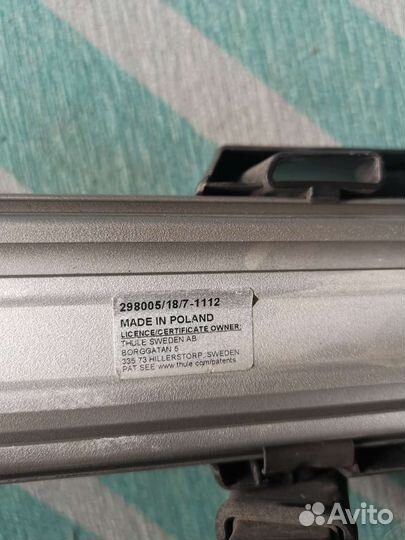 298005/18/7-1112
MADE IN POLAND
LICENCE/CERTIFICATE OWNER:
THULE SWEDEN AB
BORGGATAN 5
335 73 HILLERSTORP, SWEDEN
PAT SEE www.thule.com/patents
Avito